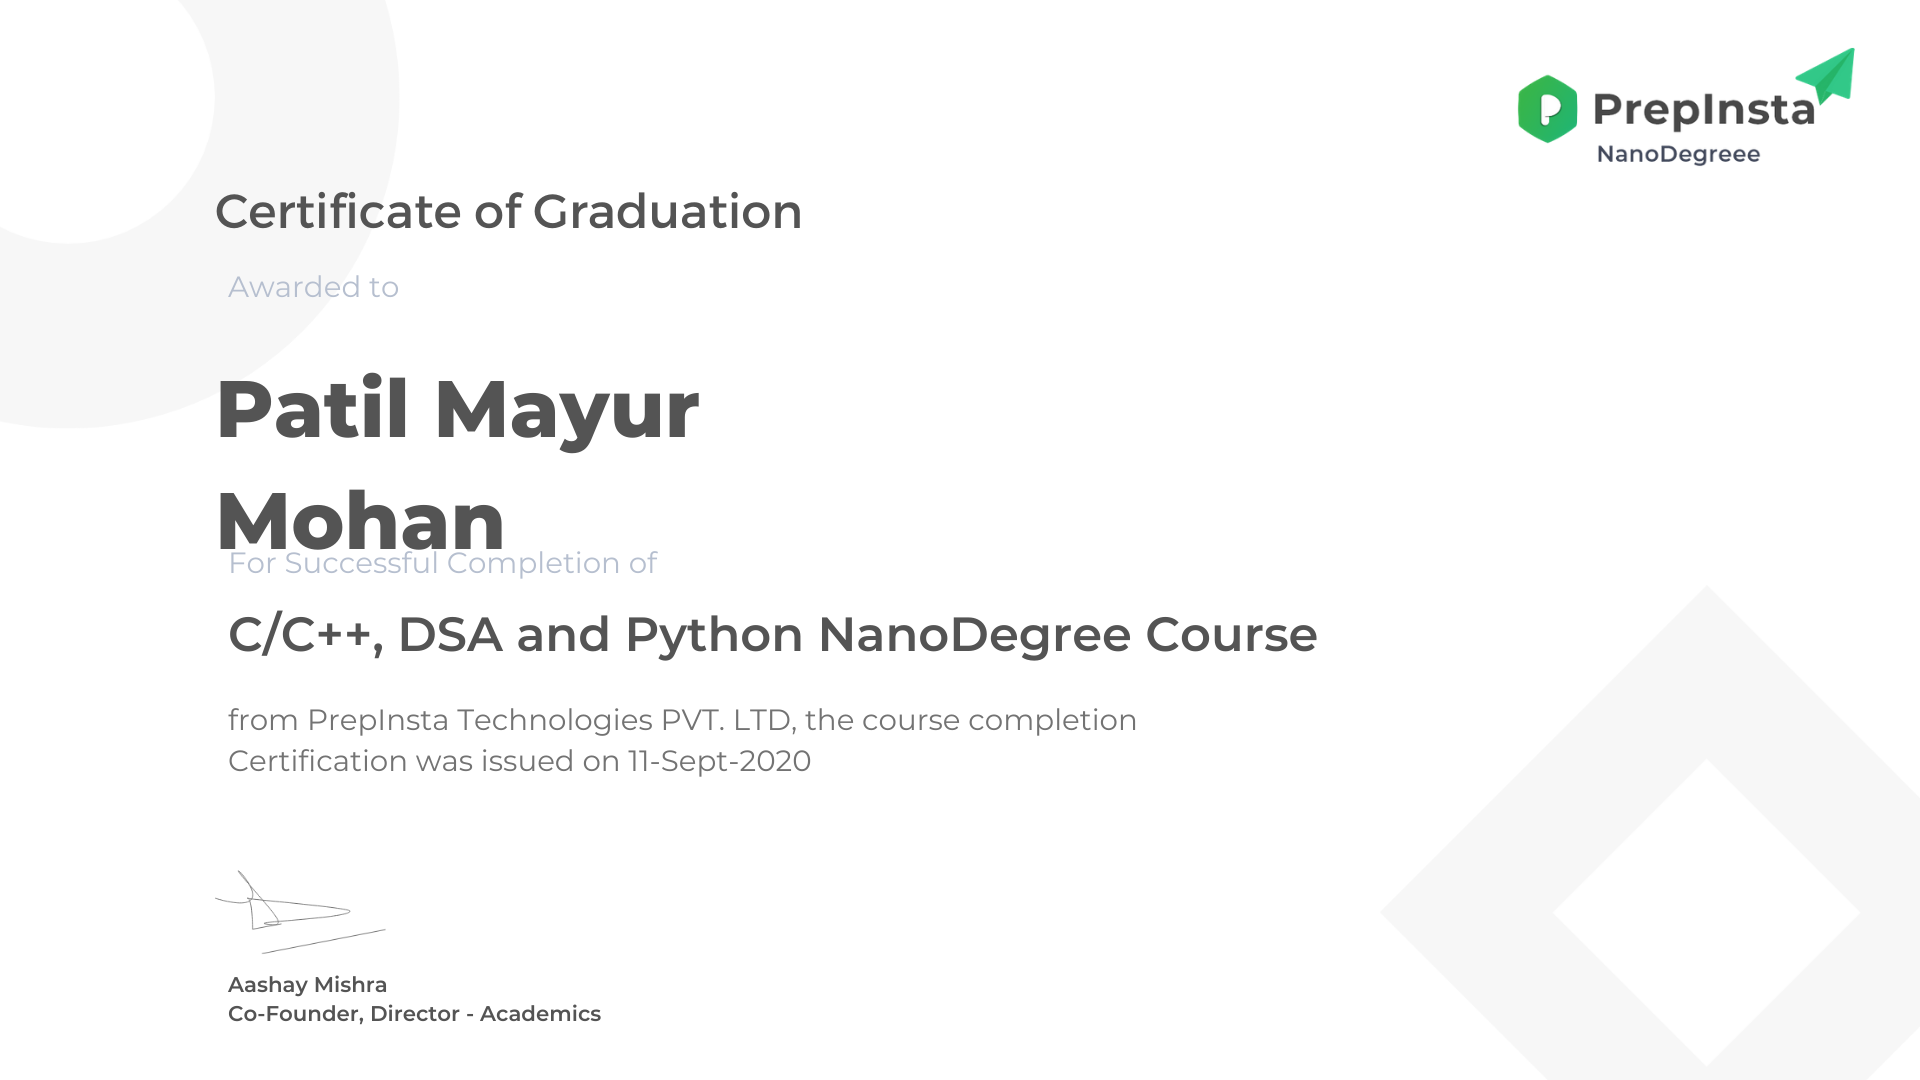 PrepInsta
NanoDegreee
Certificate of Graduation
Awarded to
Patil Mayur
Mohan
For Successful Completion of
C/C++, DSA and Python NanoDegree Course
from PrepInsta Technologies PVT. LTD, the course completion
Certification was issued on 11-Sept-2020
Aashay Mishra
Co-Founder, Director - Academics